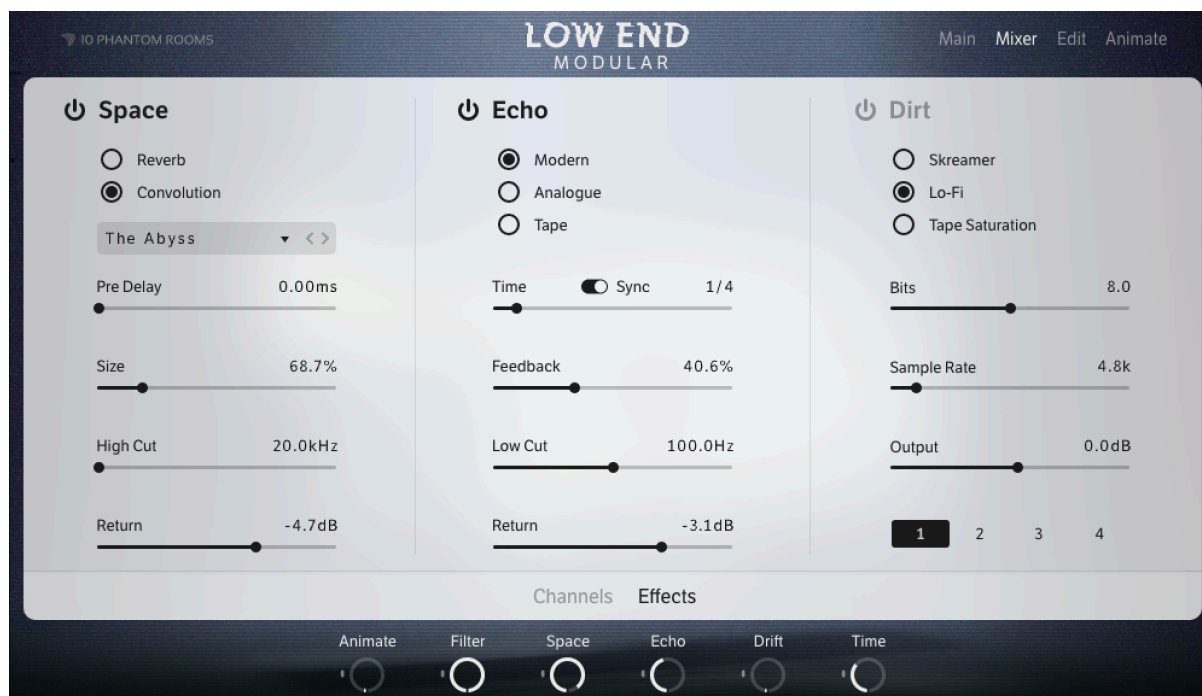 10 PHANTOM ROOMS
LOW END
MODULAR
Main Mixer Edit Animate
Space
Reverb
Convolution
The Abyss
Pre Delay 0.00ms
Size 68.7%
High Cut 20.0kHz
Return -4.7dB
Echo
Modern
Analogue
Tape
Time Sync 1/4
Feedback 40.6%
Low Cut 100.0Hz
Return -3.1dB
Dirt
Skreamer
Lo-Fi
Tape Saturation
Bits 8.0
Sample Rate 4.8k
Output 0.0dB
1 2 3 4
Channels Effects
Animate Filter Space Echo Drift Time